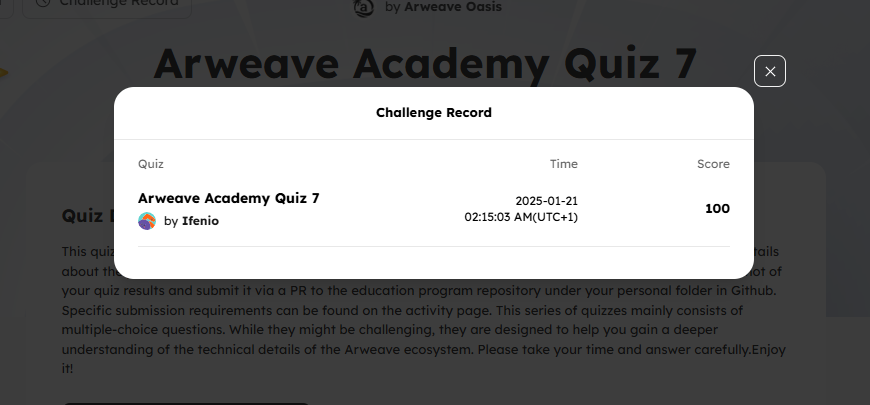 Challenge Record
by Arweave Oasis
Arweave Academy Quiz 7
Challenge Record
Quiz Time Score
Arweave Academy Quiz 7
by Ifenio
2025-01-21
02:15:03 AM(UTC+1)
100
Quiz
This quiz tails
about the ot of
your quiz results and submit it via a PR to the education program repository under your personal folder in Github.
Specific submission requirements can be found on the activity page. This series of quizzes mainly consists of
multiple-choice questions. While they might be challenging, they are designed to help you gain a deeper
understanding of the technical details of the Arweave ecosystem. Please take your time and answer carefully.Enjoy
it!